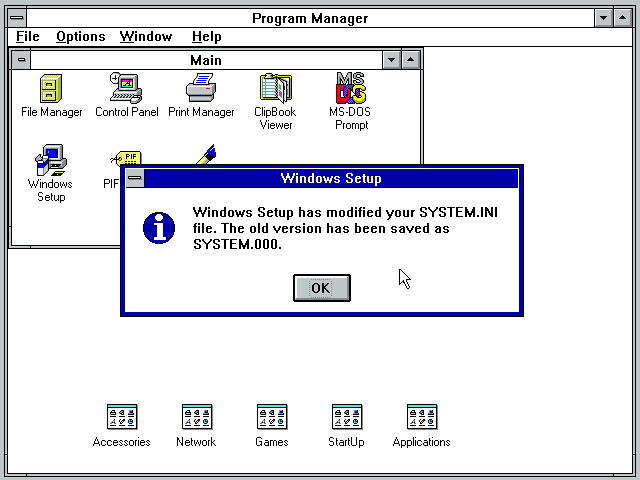 Program Manager
File Options Window Help
Main
File Manager
Control Panel
Print Manager
ClipBook
Viewer
MS-DOS
Prompt
MS
DOS
Windows
Setup
PIF
PIF
Windows Setup
Windows Setup has modified your SYSTEM.INI
file. The old version has been saved as
SYSTEM.000.
OK
Accessories
Network
Games
StartUp
Applications